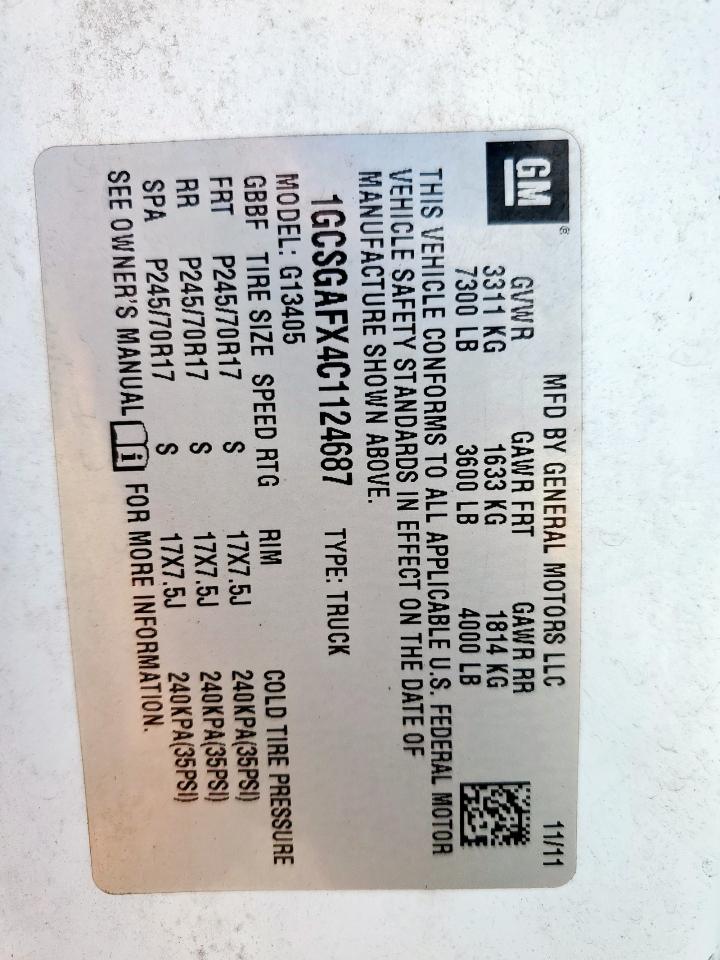 GM®
MFD BY GENERAL MOTORS LLC 11/11
GVWR GAWR FRT GAWR RR
3311 KG 1633 KG 1814 KG
7300 LB 3600 LB 4000 LB
THIS VEHICLE CONFORMS TO ALL APPLICABLE U.S. FEDERAL MOTOR
VEHICLE SAFETY STANDARDS IN EFFECT ON THE DATE OF
MANUFACTURE SHOWN ABOVE.
1GCSGAFX4C1124687 TYPE: TRUCK
MODEL: G13405
GBBF TIRE SIZE SPEED RTG RIM COLD TIRE PRESSURE
FRT P245/70R17 S 17X7.5J 240KPA(35PSI)
RR P245/70R17 S 17X7.5J 240KPA(35PSI)
SPA P245/70R17 S 17X7.5J 240KPA(35PSI)
SEE OWNER'S MANUAL i FOR MORE INFORMATION.